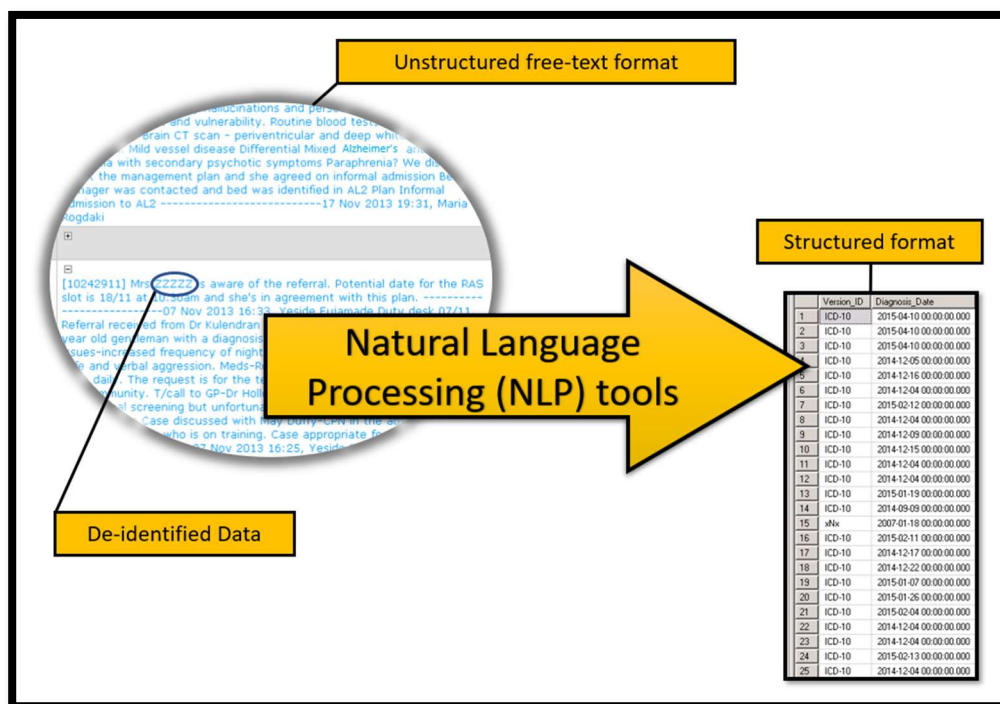 Unstructured free-text format
hallucinations and
and vulnerability. Routine blood test
Brain CT scan - periventricular and deep
Mild vessel disease Differential Mixed Alzheimer's
with secondary psychotic symptoms Paraphrenia? We
the management plan and she agreed on informal admission
was contacted and bed was identified in AL2 Plan Informal
admission to AL2 ---------------------------17 Nov 2013 19:31, Maria
Rogdaki
[10242911] Mrs ZZZZZ is aware of the referral. Potential date for the RAS
slot is 18/11 at 10:30am and she's in agreement with this plan. ----------
-----------------07 Nov 2013 16:33, Yeside Fujamade Duty desk 07/11
Referral received from Dr Kulendran
year old gentleman with a diagnosis
issues-increased frequency of night
and verbal aggression.
daily. The request is for the
T/call to GP-Dr
screening but
Case discussed with May Duffy-CPN in the
who is on training. Case appropriate
07 Nov 2013 16:25,
De-identified Data
Natural Language
Processing (NLP) tools
Structured format
Version_ID Diagnosis_Date
1 ICD-10 2015-04-10 00:00:00.000
2 ICD-10 2015-04-10 00:00:00.000
3 ICD-10 2015-04-10 00:00:00.000
4 ICD-10 2014-12-05 00:00:00.000
5 ICD-10 2014-12-16 00:00:00.000
6 ICD-10 2014-12-04 00:00:00.000
7 ICD-10 2015-02-12 00:00:00.000
8 ICD-10 2014-12-04 00:00:00.000
9 ICD-10 2014-12-09 00:00:00.000
10 ICD-10 2014-12-15 00:00:00.000
11 ICD-10 2014-12-04 00:00:00.000
12 ICD-10 2014-12-04 00:00:00.000
13 ICD-10 2015-01-19 00:00:00.000
14 ICD-10 2014-09-09 00:00:00.000
15 xNx 2007-01-18 00:00:00.000
16 ICD-10 2015-02-11 00:00:00.000
17 ICD-10 2014-12-17 00:00:00.000
18 ICD-10 2014-12-22 00:00:00.000
19 ICD-10 2015-01-07 00:00:00.000
20 ICD-10 2015-01-26 00:00:00.000
21 ICD-10 2015-02-04 00:00:00.000
22 ICD-10 2014-12-04 00:00:00.000
23 ICD-10 2014-12-04 00:00:00.000
24 ICD-10 2015-02-13 00:00:00.000
25 ICD-10 2014-12-04 00:00:00.000